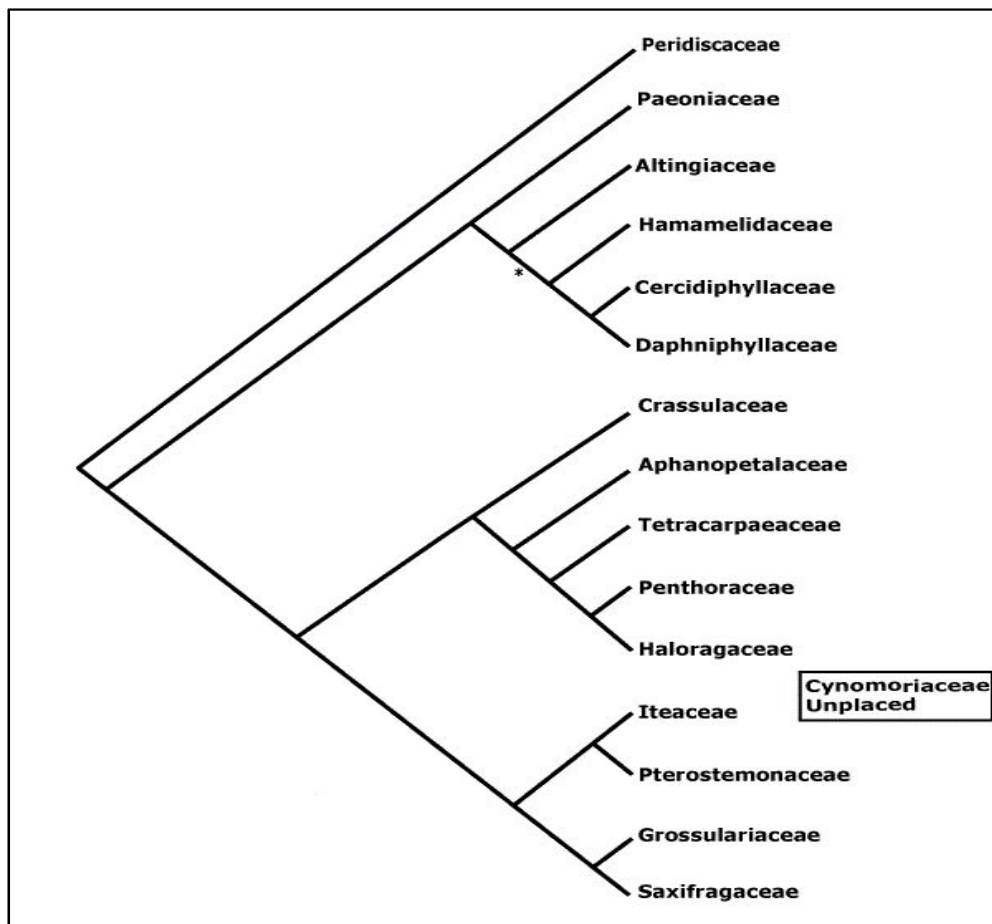 Peridiscaceae
Paeoniaceae
Altingiaceae
Hamamelidaceae
*
Cercidiphyllaceae
Daphniphyllaceae
Crassulaceae
Aphanopetalaceae
Tetracarpaeaceae
Penthoraceae
Haloragaceae
Cynomoriaceae
Unplaced
Iteaceae
Pterostemonaceae
Grossulariaceae
Saxifragaceae